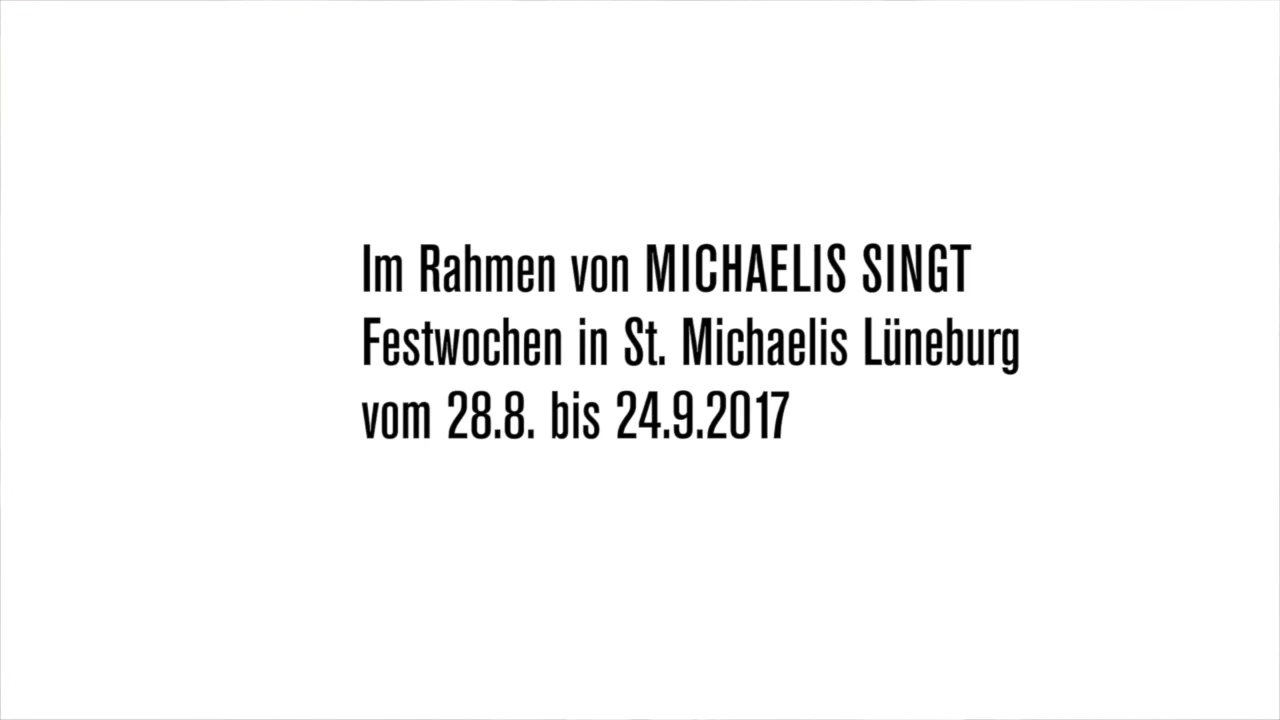 Im Rahmen von MICHAELIS SINGT
Festwochen in St. Michaelis Lüneburg
vom 28.8. bis 24.9.2017